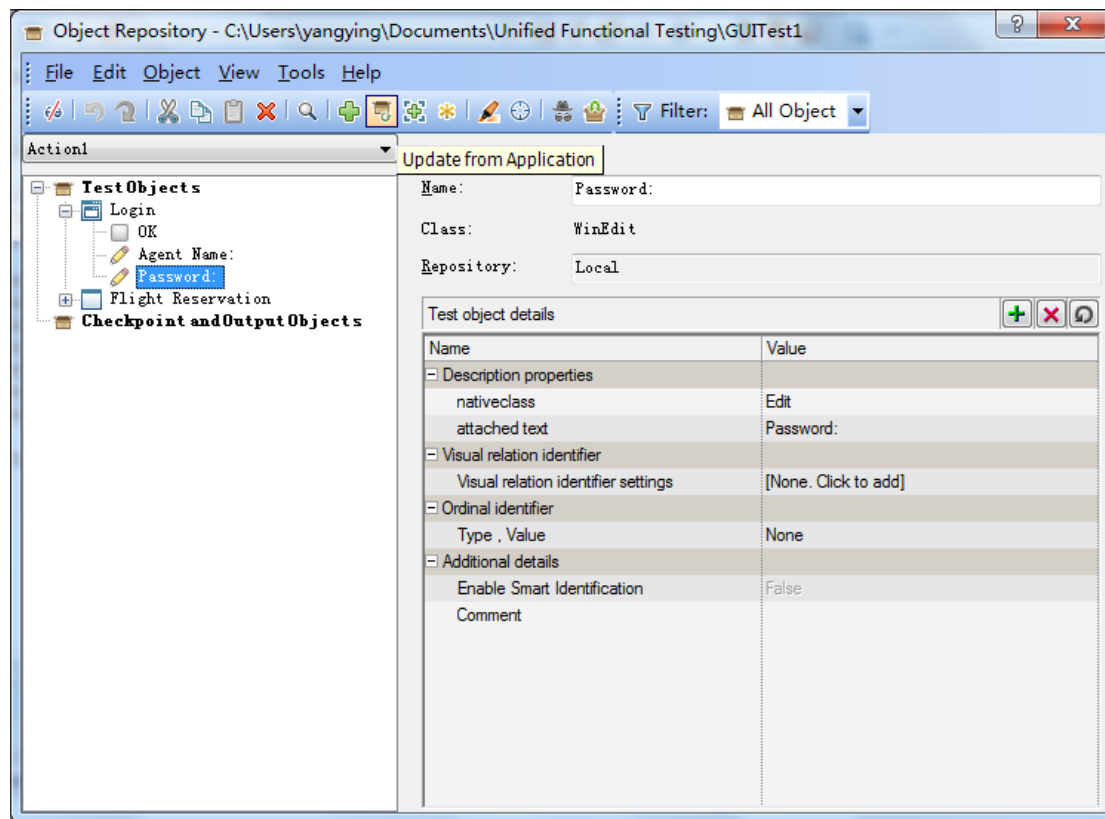 Object Repository - C:\Users\yangying\Documents\Unified Functional Testing\GUITest1
File Edit Object View Tools Help
Filter: All Object
Action1
Update from Application
Test Objects
Login
OK
Agent Name:
Password:
Flight Reservation
Checkpoint and Output Objects
Name: Password:
Class: WinEdit
Repository: Local
Test object details
Name Value
Description properties
nativeclass Edit
attached text Password:
Visual relation identifier
Visual relation identifier settings [None. Click to add]
Ordinal identifier
Type , Value None
Additional details
Enable Smart Identification False
Comment